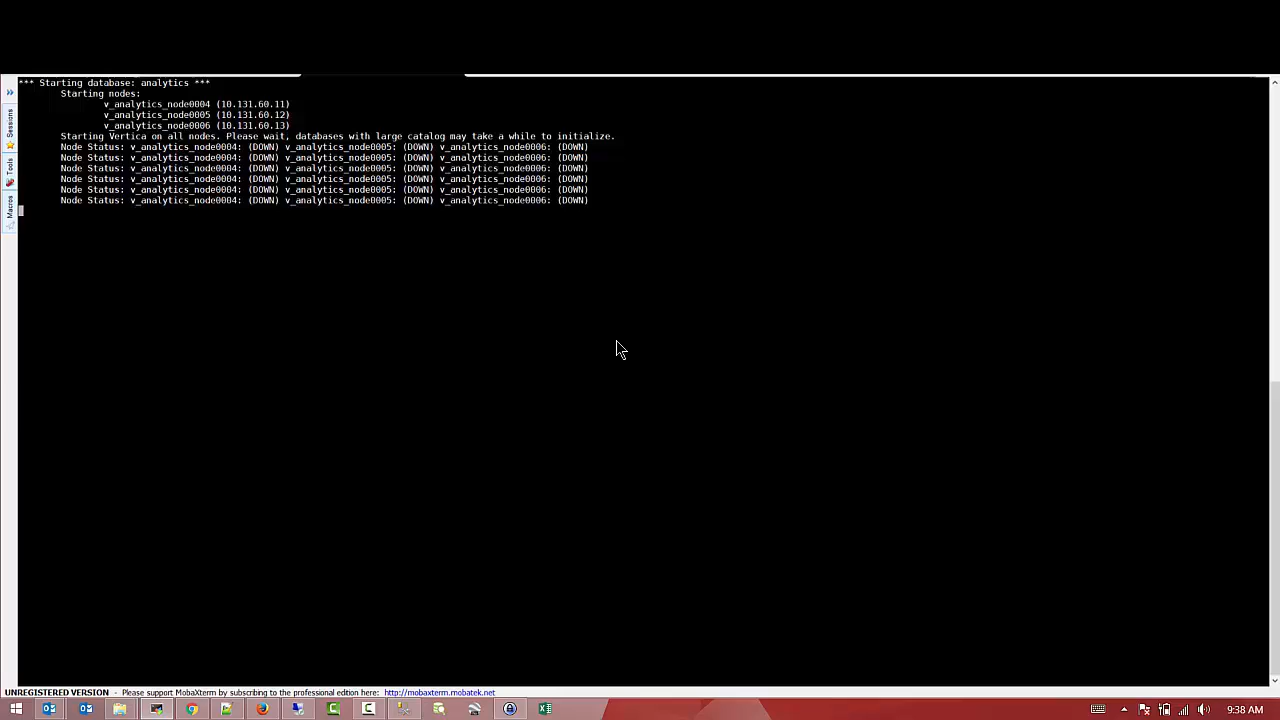 *** Starting database: analytics ***
Starting nodes:
v_analytics_node0004 (10.131.60.11)
v_analytics_node0005 (10.131.60.12)
v_analytics_node0006 (10.131.60.13)
Starting Vertica on all nodes. Please wait, databases with large catalog may take a while to initialize.
Node Status: v_analytics_node0004: (DOWN) v_analytics_node0005: (DOWN) v_analytics_node0006: (DOWN)
Node Status: v_analytics_node0004: (DOWN) v_analytics_node0005: (DOWN) v_analytics_node0006: (DOWN)
Node Status: v_analytics_node0004: (DOWN) v_analytics_node0005: (DOWN) v_analytics_node0006: (DOWN)
Node Status: v_analytics_node0004: (DOWN) v_analytics_node0005: (DOWN) v_analytics_node0006: (DOWN)
Node Status: v_analytics_node0004: (DOWN) v_analytics_node0005: (DOWN) v_analytics_node0006: (DOWN)
Node Status: v_analytics_node0004: (DOWN) v_analytics_node0005: (DOWN) v_analytics_node0006: (DOWN)
Sessions
Tools
Macros
UNREGISTERED VERSION - Please support MobaXterm by subscribing to the professional edition here: http://mobaxterm.mobatek.net
9:38 AM